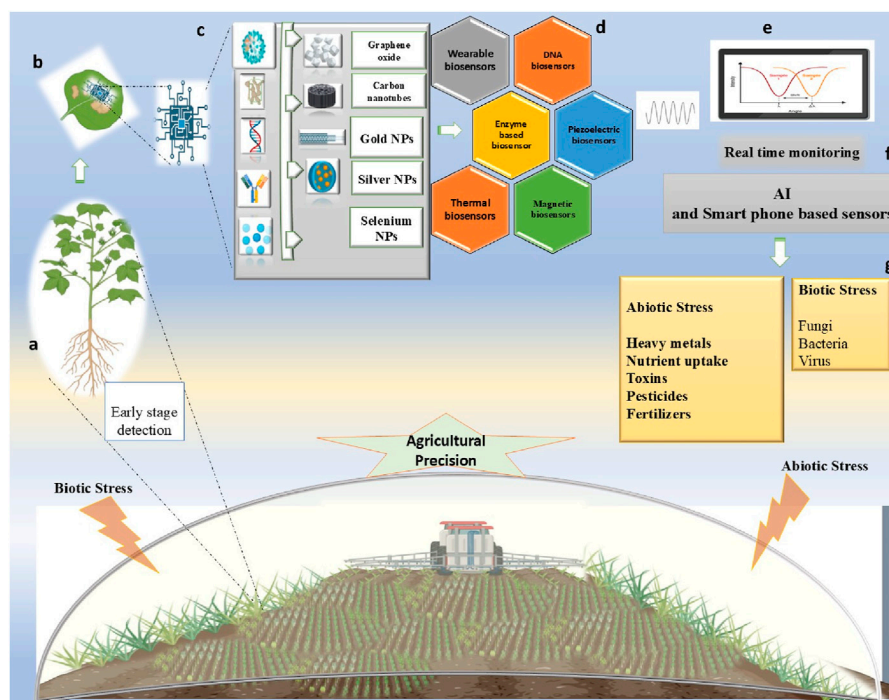 b
c
Graphene
oxide
Carbon
nanotubes
Gold NPs
Silver NPs
Selenium
NPs
d
Wearable
biosensors
DNA
biosensors
Enzyme
based
biosensor
Piezoelectric
biosensors
Thermal
biosensors
Magnetic
biosensors
e
Real time monitoring
f
AI
and Smart phone based sensors
g
Abiotic Stress
Heavy metals
Nutrient uptake
Toxins
Pesticides
Fertilizers
Biotic Stress
Fungi
Bacteria
Virus
a
Early stage
detection
Agricultural
Precision
Biotic Stress
Abiotic Stress